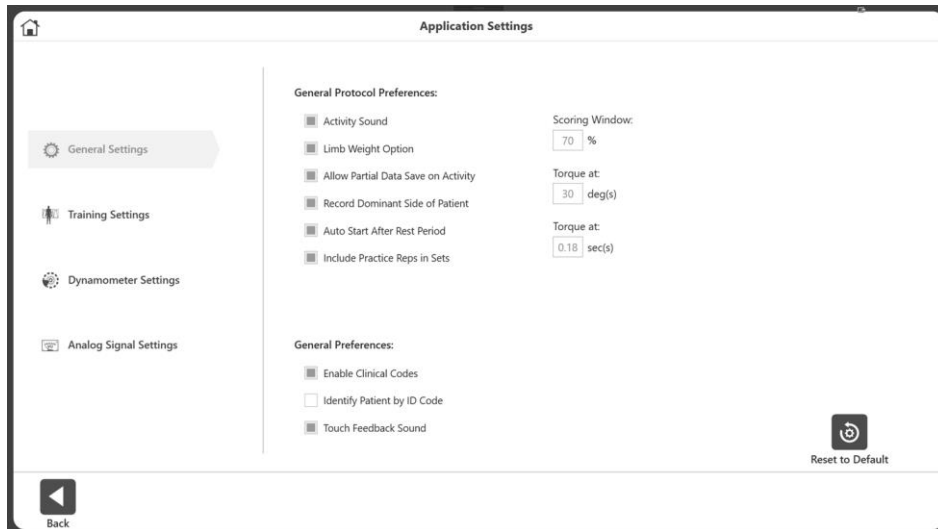 Application Settings
General Settings
Training Settings
Dynamometer Settings
Analog Signal Settings
General Protocol Preferences:
Activity Sound
Limb Weight Option
Allow Partial Data Save on Activity
Record Dominant Side of Patient
Auto Start After Rest Period
Include Practice Reps in Sets
Scoring Window:
70 %
Torque at:
30 deg(s)
Torque at:
0.18 sec(s)
General Preferences:
Enable Clinical Codes
Identify Patient by ID Code
Touch Feedback Sound
Reset to Default
Back